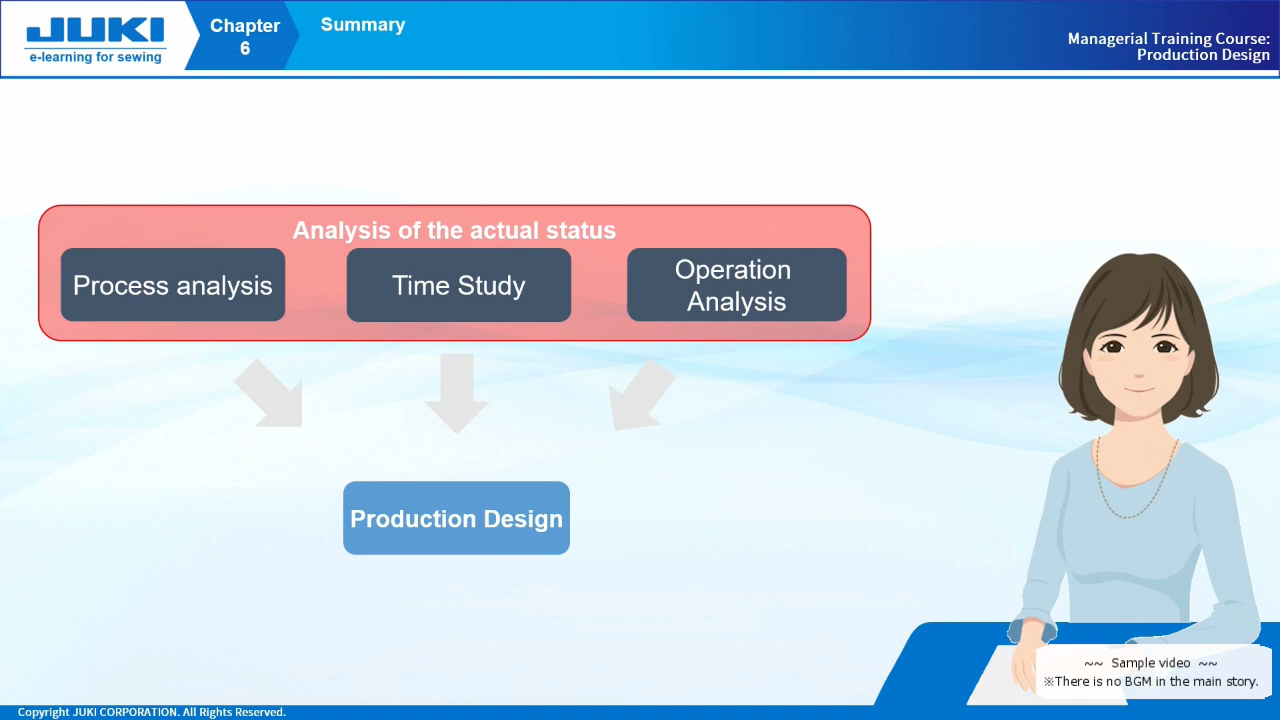 JUKI
e-learning for sewing
Chapter
6
Summary
Managerial Training Course:
Production Design
Analysis of the actual status
Process analysis
Time Study
Operation
Analysis
Production Design
~~ Sample video ~~
※There is no BGM in the main story.
Copyright JUKI CORPORATION. All Rights Reserved.